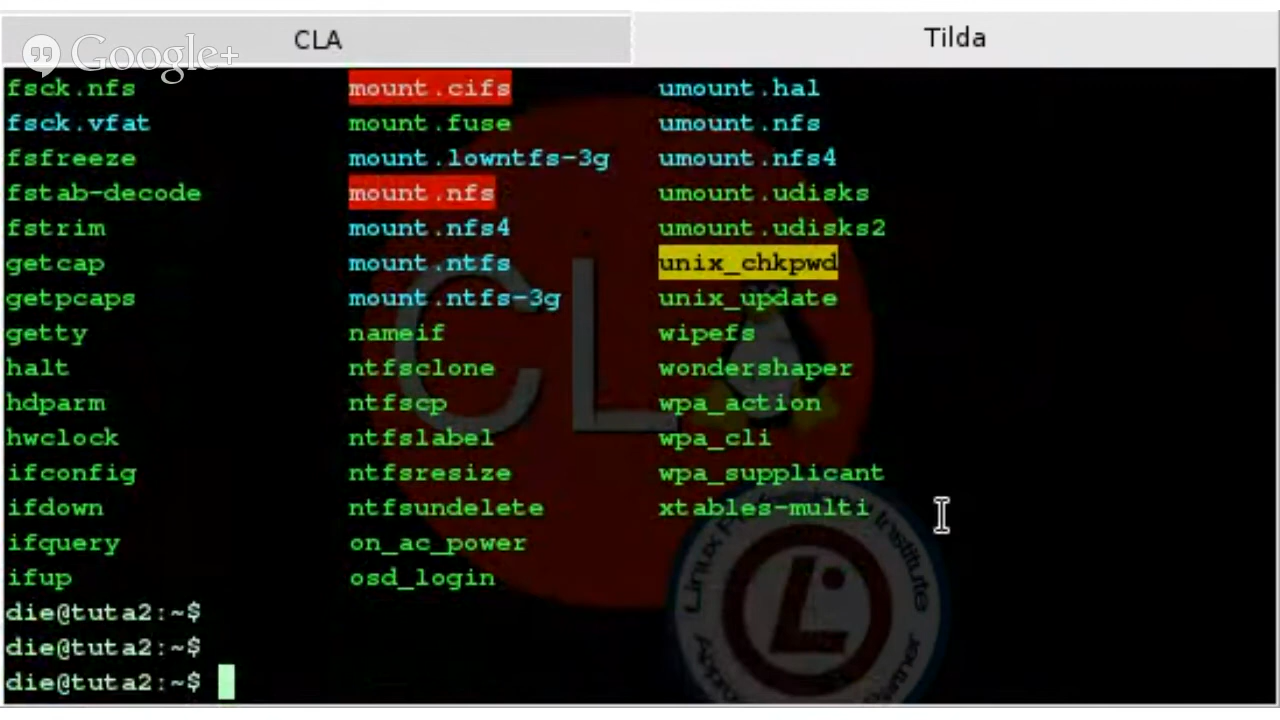 CLA Tilda
Google+
fsck.nfs mount.cifs umount.hal
fsck.vfat mount.fuse umount.nfs
fsfreeze mount.lowntfs-3g umount.nfs4
fstab-decode mount.nfs umount.udisks
fstrim mount.nfs4 umount.udisks2
getcap mount.ntfs unix_chkpwd
getpcaps mount.ntfs-3g unix_update
getty nameif wipefs
halt ntfsclone wondershaper
hdparm ntfscp wpa_action
hwclock ntfslabel wpa_cli
ifconfig ntfsresize wpa_supplicant
ifdown ntfsundelete xtables-multi
ifquery on_ac_power
ifup osd_login
die@tuta2:~$
die@tuta2:~$
die@tuta2:~$
CL
Linux Institute